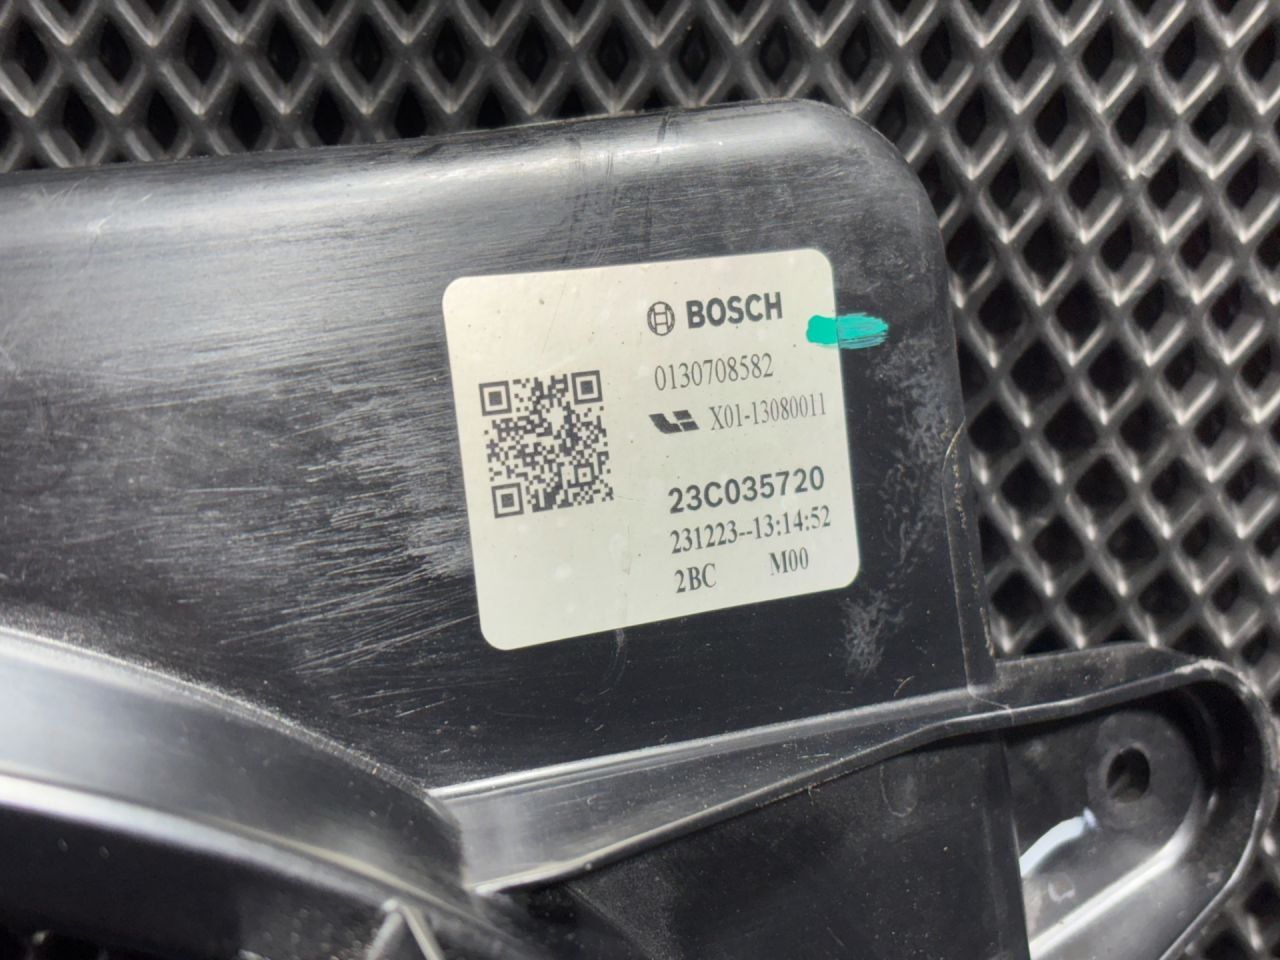 BOSCH
0130708582
X01-13080011
23C035720
231223--13:14:52
2BC M00